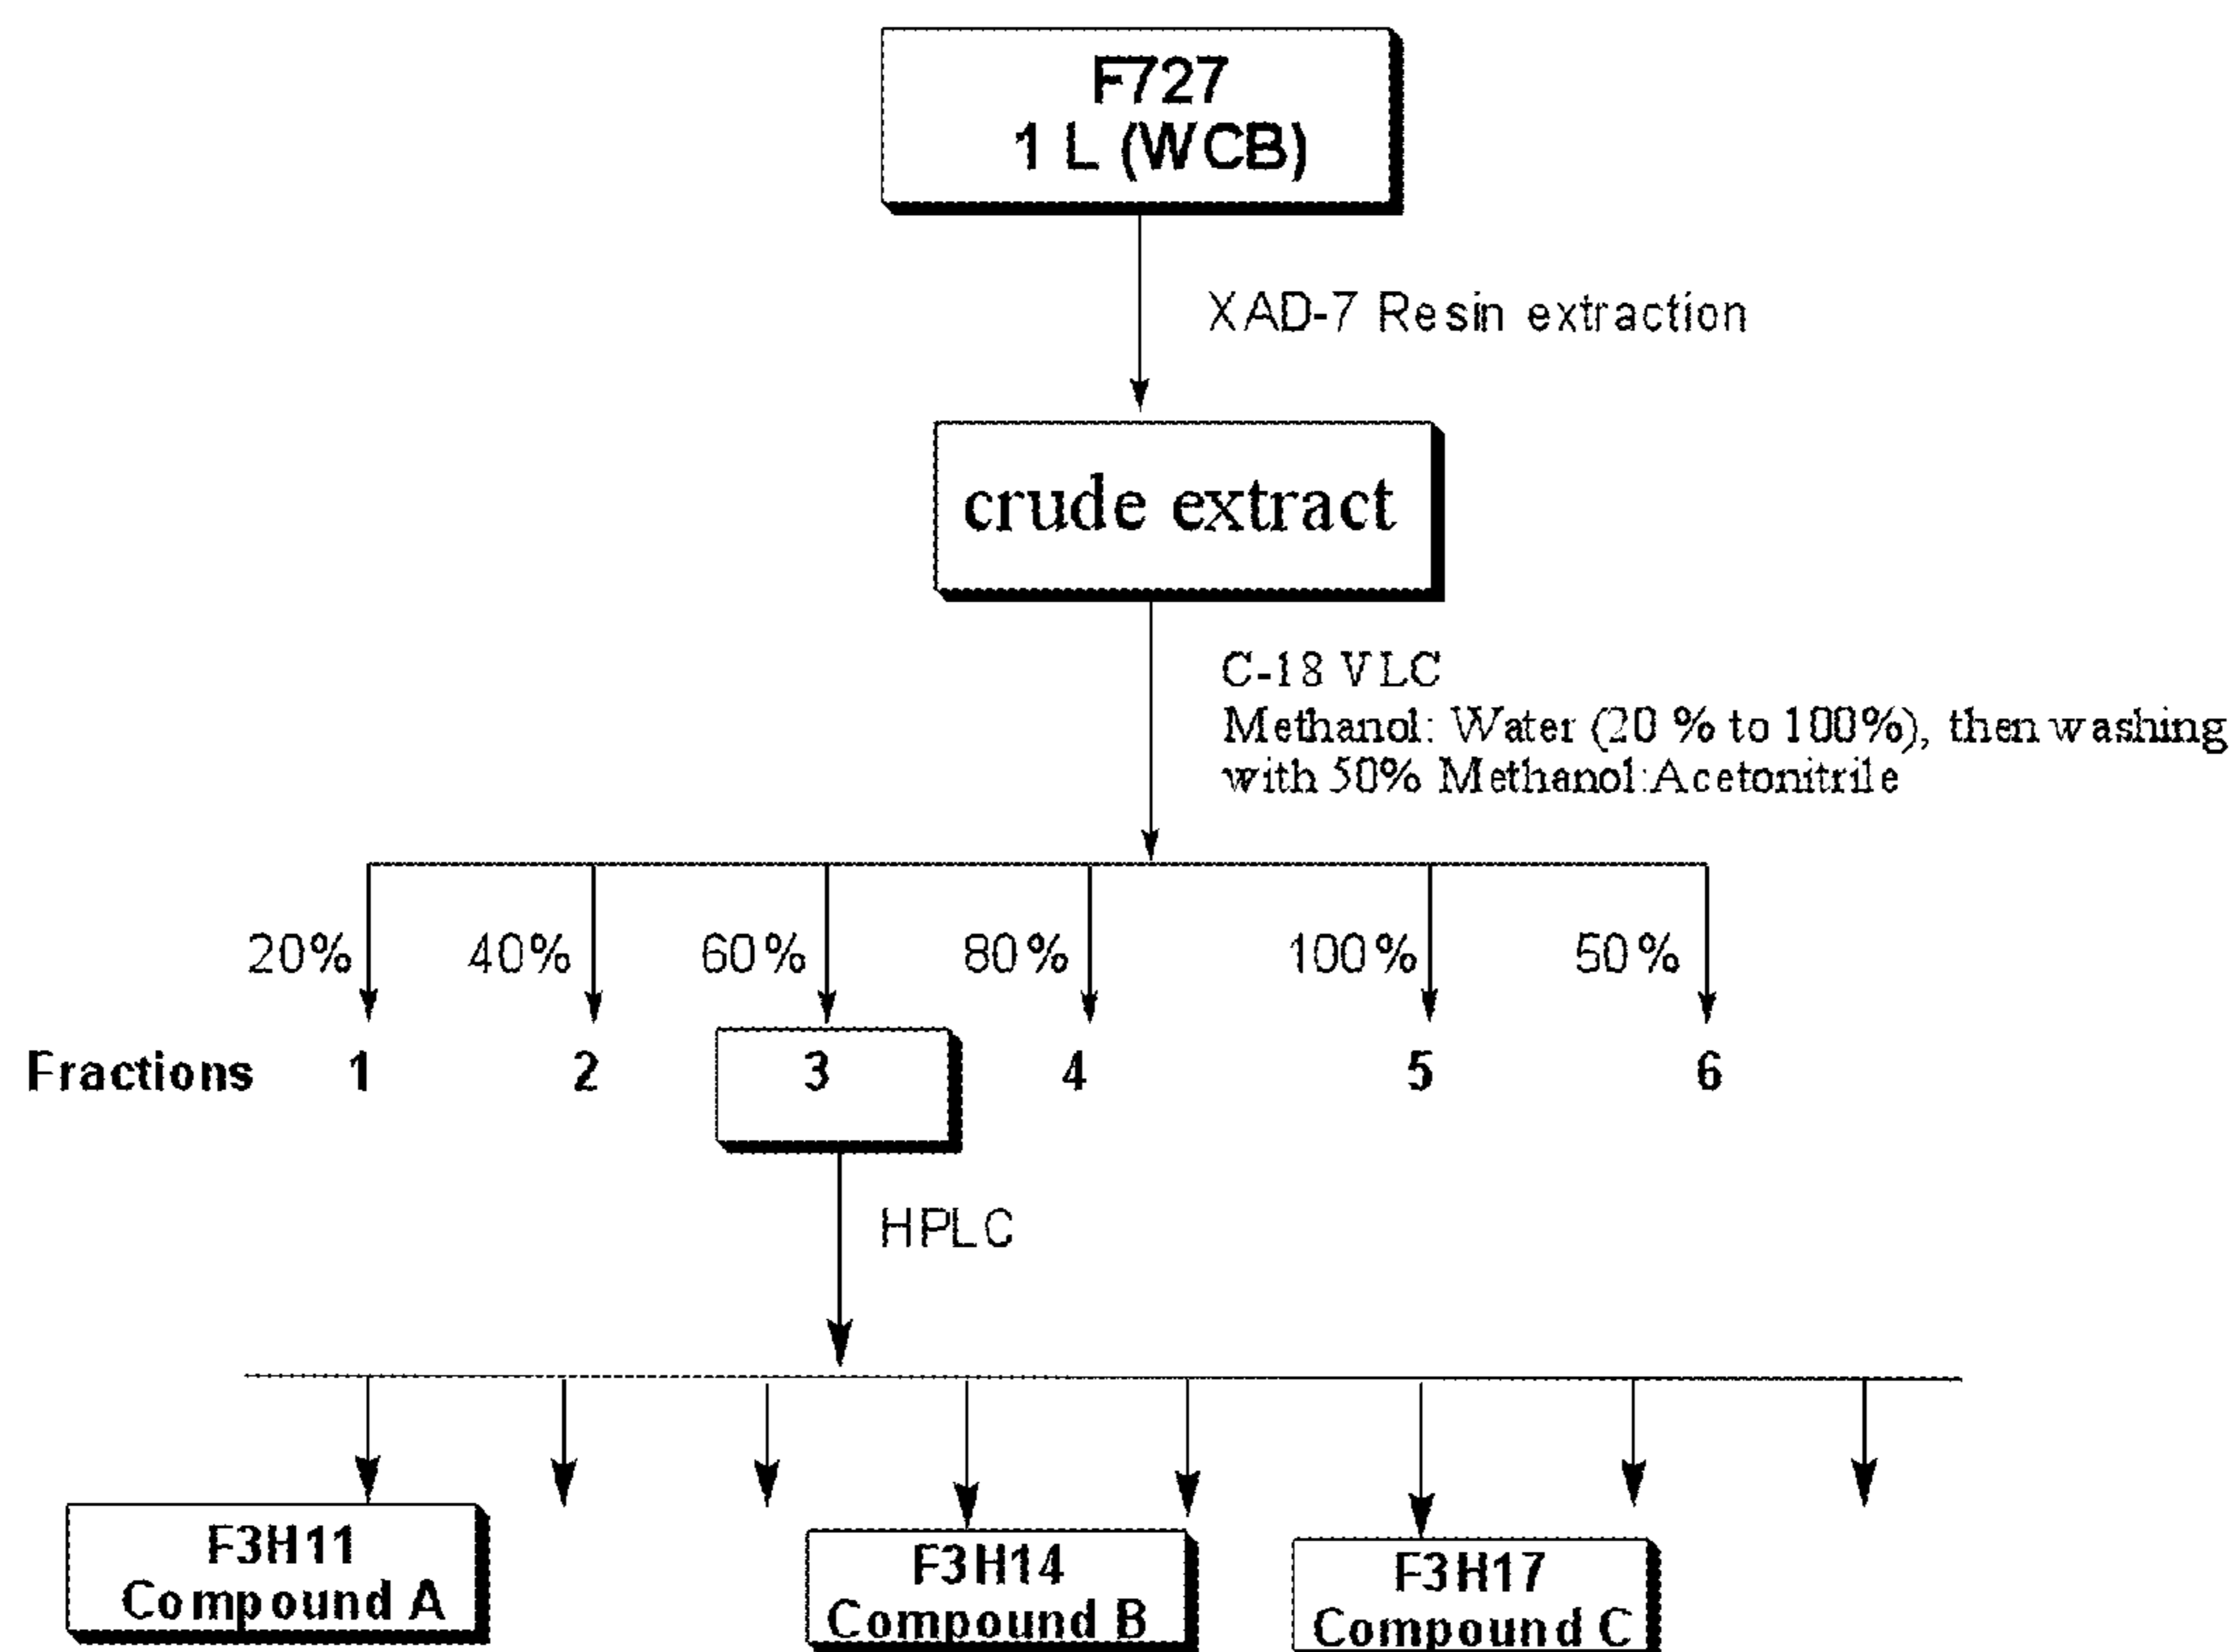 F727
1 L (WCB)
XAD-7 Resin extraction
crude extract
C-18 VLC
Methanol: Water (20 % to 100%), then washing
with 50% Methanol:Acetonitrile
20% 40% 60% 80% 100% 50%
Fractions 1 2 3 4 5 6
HPLC
F3H11
Compound A
F3H14
Compound B
F3H17
Compound C